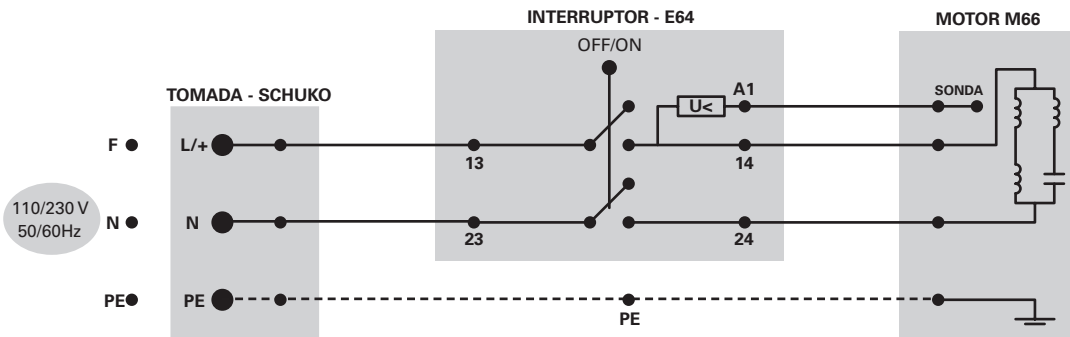 INTERRUPTOR - E64
MOTOR M66
OFF/ON
TOMADA - SCHUKO
A1
U<
SONDA
F
L/+
13
14
110/230 V
50/60Hz
N
N
23
24
PE
PE
PE